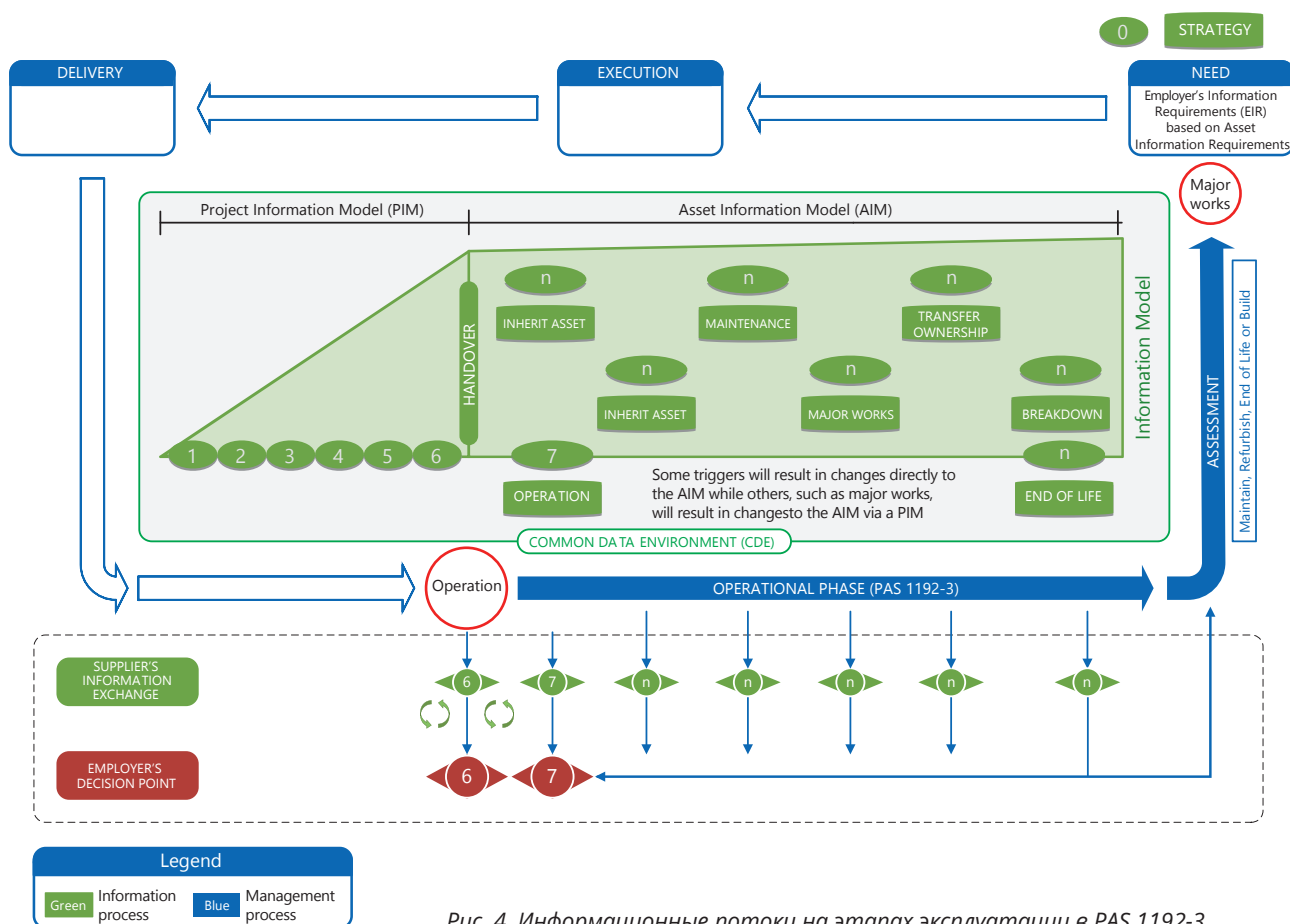 0
STRATEGY
DELIVERY
EXECUTION
NEED
Employer's Information
Requirements (EIR)
based on Asset
Information Requirements
Major
works
Project Information Model (PIM)
Asset Information Model (AIM)
n
n
n
INHERIT ASSET
MAINTENANCE
TRANSFER
OWNERSHIP
HANDOVER
n
n
n
INHERIT ASSET
MAJOR WORKS
BREAKDOWN
Information Model
ASSESSMENT
Maintain, Refurbish, End of Life or Build
1
2
3
4
5
6
7
n
OPERATION
Some triggers will result in changes directly to
the AIM while others, such as major works,
will result in changesto the AIM via a PIM
END OF LIFE
COMMON DATA ENVIRONMENT (CDE)
Operation
OPERATIONAL PHASE (PAS 1192-3)
SUPPLIER'S
INFORMATION
EXCHANGE
6
7
n
n
n
n
n
EMPLOYER'S
DECISION POINT
6
7
Legend
Green
Information
process
Blue
Management
process
Рис. 4. Информационные потоки на этапах эксплуатации в PAS 1192-3